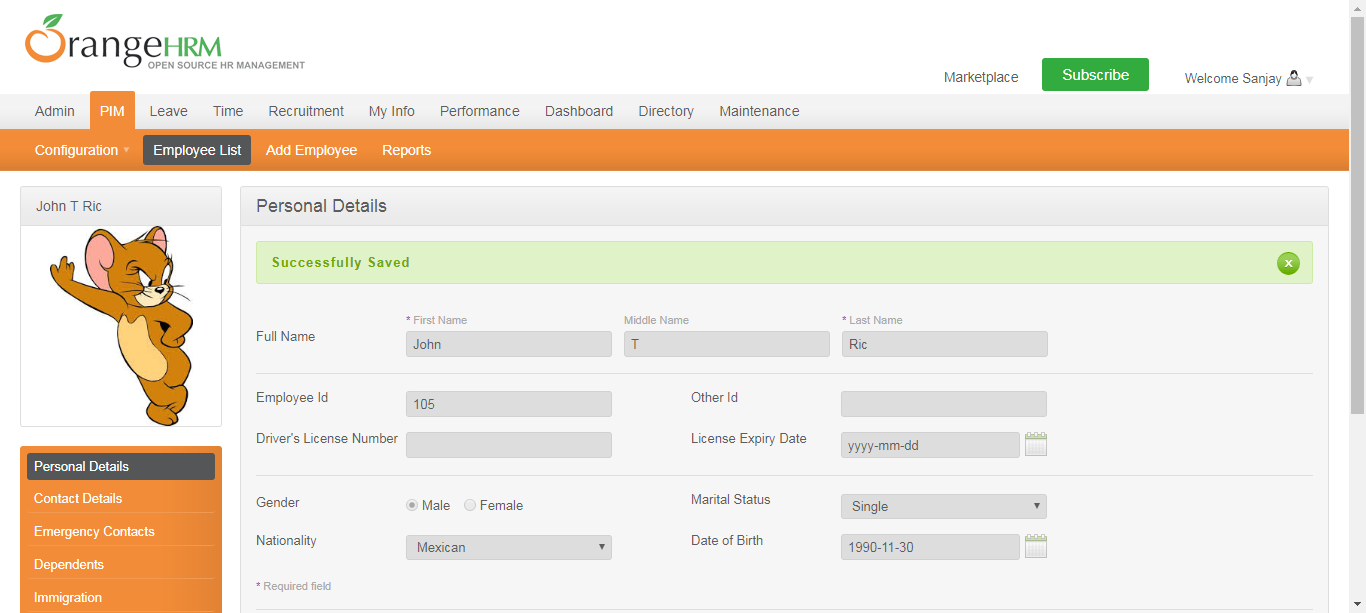 OrangeHRM
OPEN SOURCE HR MANAGEMENT
Marketplace
Subscribe
Welcome Sanjay
Admin PIM Leave Time Recruitment My Info Performance Dashboard Directory Maintenance
Configuration Employee List Add Employee Reports
John T Ric
Personal Details
Successfully Saved
x
* First Name Middle Name * Last Name
Full Name
John T Ric
Employee Id 105 Other Id
Driver's License Number License Expiry Date yyyy-mm-dd
Gender Male Female Marital Status Single
Nationality Mexican Date of Birth 1990-11-30
* Required field
Personal Details
Contact Details
Emergency Contacts
Dependents
Immigration